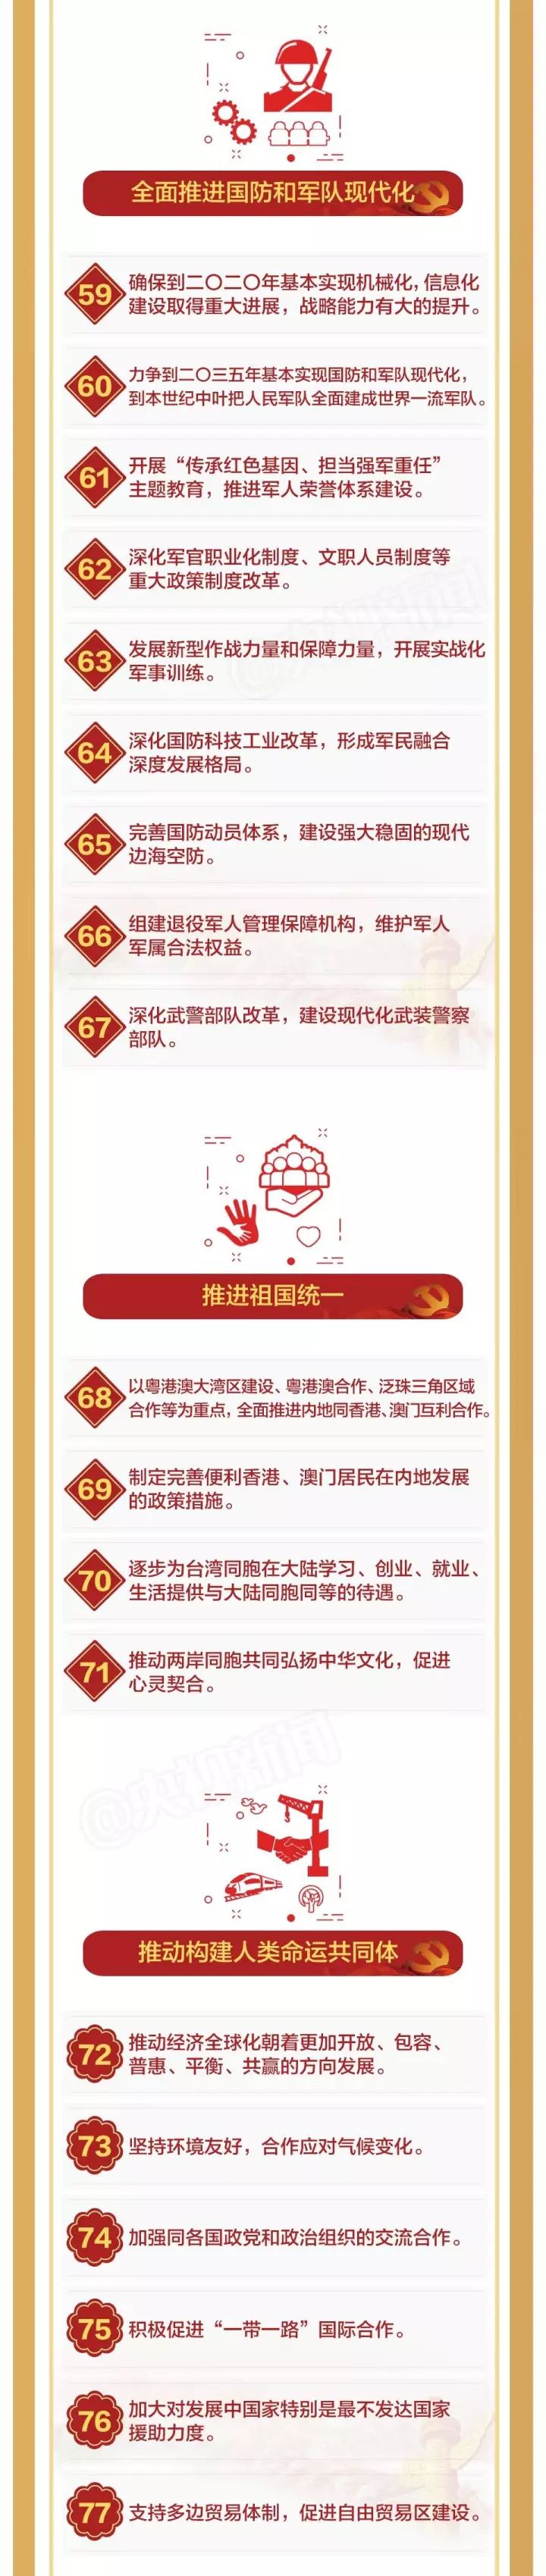 全面推进国防和军队现代化
59
确保到二〇二〇年基本实现机械化，信息化
建设取得重大进展，战略能力有大的提升。
60
力争到二〇三五年基本实现国防和军队现代化，
到本世纪中叶把人民军队全面建成世界一流军队。
61
开展“传承红色基因、担当强军重任”
主题教育，推进军人荣誉体系建设。
62
深化军官职业化制度、文职人员制度等
重大政策制度改革。
63
发展新型作战力量和保障力量，开展实战化
军事训练。
64
深化国防科技工业改革，形成军民融合
深度发展格局。
65
完善国防动员体系，建设强大稳固的现代
边海空防。
66
组建退役军人管理保障机构，维护军人
军属合法权益。
67
深化武警部队改革，建设现代化武装警察
部队。
@央视新闻
推进祖国统一
68
以粤港澳大湾区建设、粤港澳合作、泛珠三角区域
合作等为重点，全面推进内地同香港、澳门互利合作。
69
制定完善便利香港、澳门居民在内地发展
的政策措施。
70
逐步为台湾同胞在大陆学习、创业、就业、
生活提供与大陆同胞同等的待遇。
71
推动两岸同胞共同弘扬中华文化，促进
心灵契合。
@央视新闻
推动构建人类命运共同体
72
推动经济全球化朝着更加开放、包容、
普惠、平衡、共赢的方向发展。
73
坚持环境友好，合作应对气候变化。
74
加强同各国政党和政治组织的交流合作。
75
积极促进“一带一路”国际合作。
76
加大对发展中国家特别是最不发达国家
援助力度。
77
支持多边贸易体制，促进自由贸易区建设。